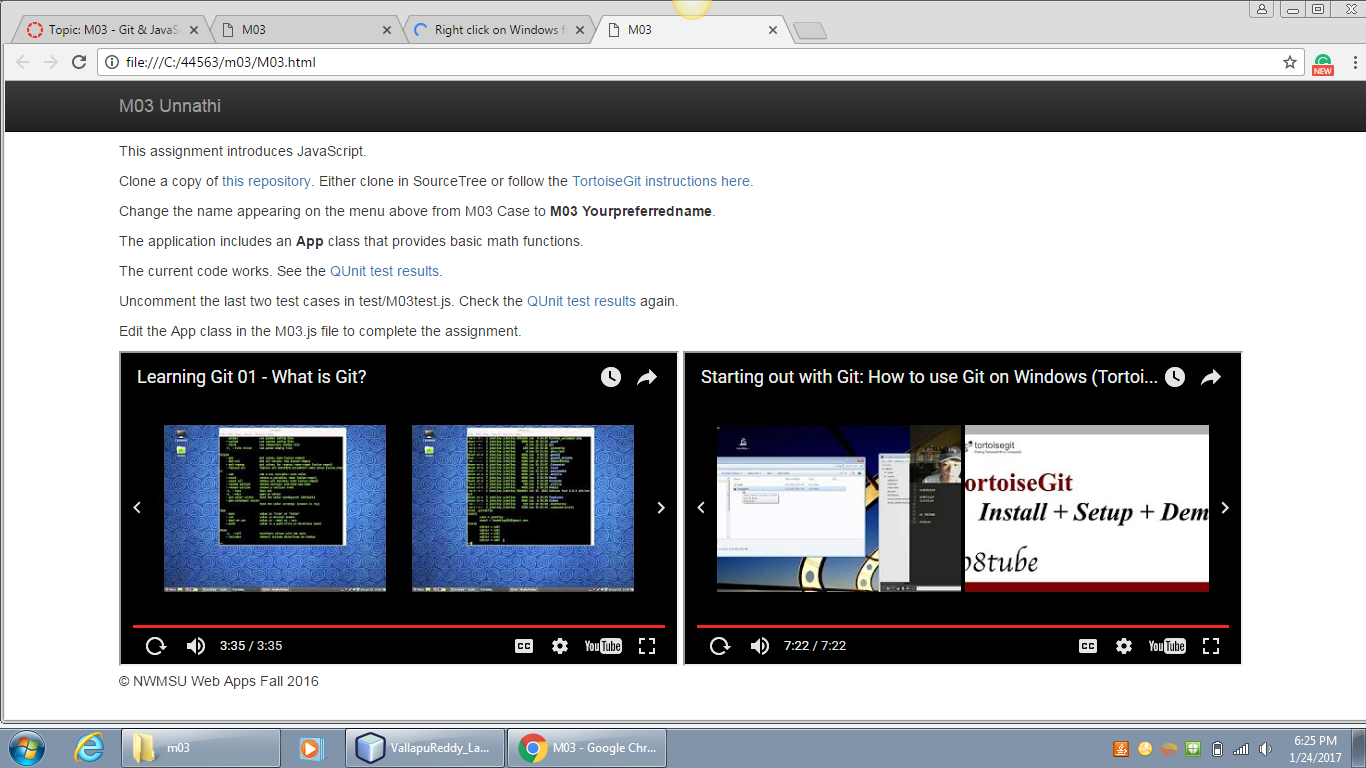 Topic: M03 - Git & JavaS
M03
Right click on Windows f
M03
file:///C:/44563/m03/M03.html
NEW
M03 Unnathi
This assignment introduces JavaScript.
Clone a copy of this repository. Either clone in SourceTree or follow the TortoiseGit instructions here.
Change the name appearing on the menu above from M03 Case to M03 Yourpreferredname.
The application includes an App class that provides basic math functions.
The current code works. See the QUnit test results.
Uncomment the last two test cases in test/M03test.js. Check the QUnit test results again.
Edit the App class in the M03.js file to complete the assignment.
Learning Git 01 - What is Git?
Starting out with Git: How to use Git on Windows (Tortoi...
tortoisegit
ortoiseGit
Install + Setup + Dem
p8tube
3:35 / 3:35
CC
YouTube
7:22 / 7:22
CC
YouTube
© NWMSU Web Apps Fall 2016
m03
VallapuReddy_La...
M03 - Google Chr...
6:25 PM
1/24/2017